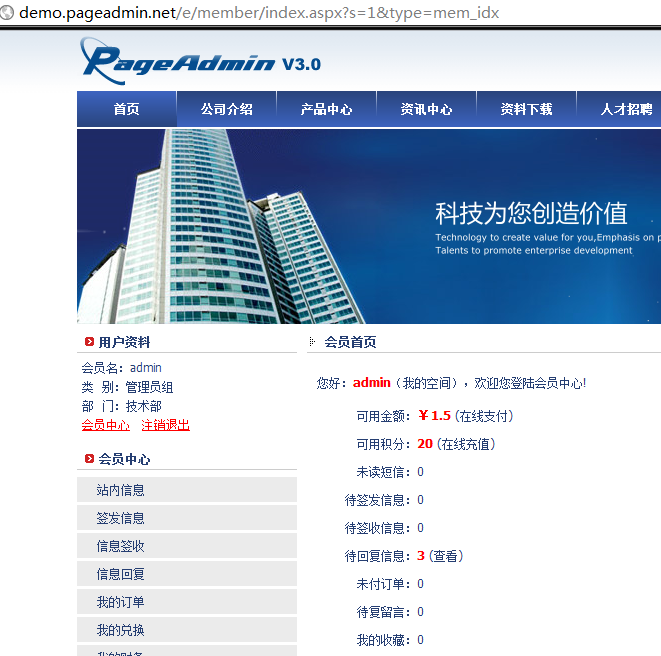 demo.pageadmin.net/e/member/index.aspx?s=1&type=mem_idx
PageAdmin V3.0
首页 公司介绍 产品中心 资讯中心 资料下载 人才招聘
科技为您创造价值
Technology to create value for you,Emphasis on
Talents to promote enterprise development
用户资料
会员名：admin
类 别：管理员组
部 门：技术部
会员中心 注销退出
会员中心
站内信息
签发信息
信息签收
信息回复
我的订单
我的兑换
我的财务
会员首页
您好：admin（我的空间），欢迎您登陆会员中心!
可用金额：￥1.5 (在线支付)
可用积分：20 (在线充值)
未读短信：0
待签发信息：0
待签收信息：0
待回复信息：3 (查看)
未付订单：0
待复留言：0
我的收藏：0